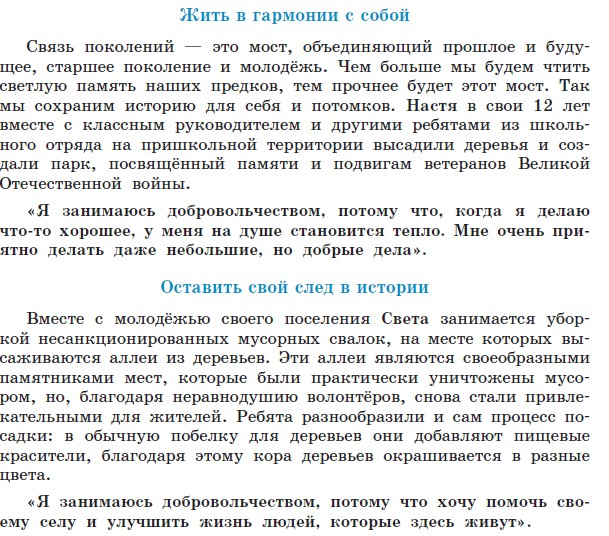 Жить в гармонии с собой
Связь поколений — это мост, объединяющий прошлое и буду-
щее, старшее поколение и молодёжь. Чем больше мы будем чтить
светлую память наших предков, тем прочнее будет этот мост. Так
мы сохраним историю для себя и потомков. Настя в свои 12 лет
вместе с классным руководителем и другими ребятами из школь-
ного отряда на пришкольной территории высадили деревья и соз-
дали парк, посвящённый памяти и подвигам ветеранов Великой
Отечественной войны.
«Я занимаюсь добровольчеством, потому что, когда я делаю
что-то хорошее, у меня на душе становится тепло. Мне очень при-
ятно делать даже небольшие, но добрые дела».
Оставить свой след в истории
Вместе с молодёжью своего поселения Света занимается убор-
кой несанкционированных мусорных свалок, на месте которых вы-
саживаются аллеи из деревьев. Эти аллеи являются своеобразными
памятниками мест, которые были практически уничтожены мусо-
ром, но, благодаря неравнодушию волонтёров, снова стали привле-
кательными для жителей. Ребята разнообразили и сам процесс по-
садки: в обычную побелку для деревьев они добавляют пищевые
красители, благодаря этому кора деревьев окрашивается в разные
цвета.
«Я занимаюсь добровольчеством, потому что хочу помочь сво-
ему селу и улучшить жизнь людей, которые здесь живут».